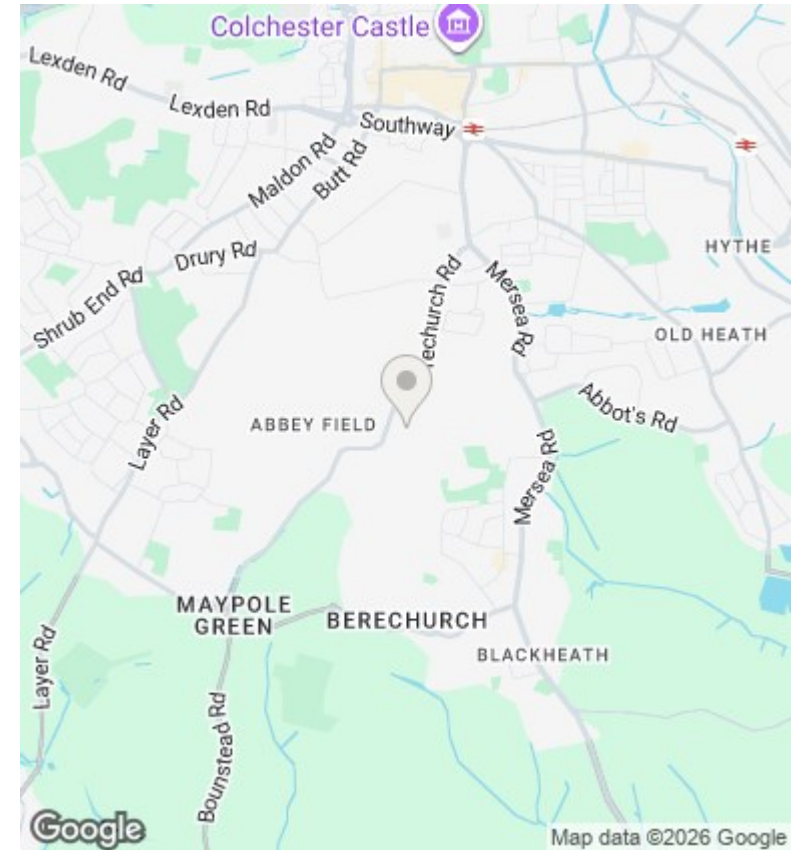 Colchester Castle
Lexden Rd
Lexden Rd
Southway
Maldon Rd
Butt Rd
HYTHE
Drury Rd
Shrub End Rd
Mersea Rd
echurch Rd
OLD HEATH
Abbot's Rd
ABBEY FIELD
Layer Rd
Mersea Rd
MAYPOLE
GREEN
BERECHURCH
BLACKHEATH
Layer Rd
Bounstead Rd
Google
Map data ©2026 Google